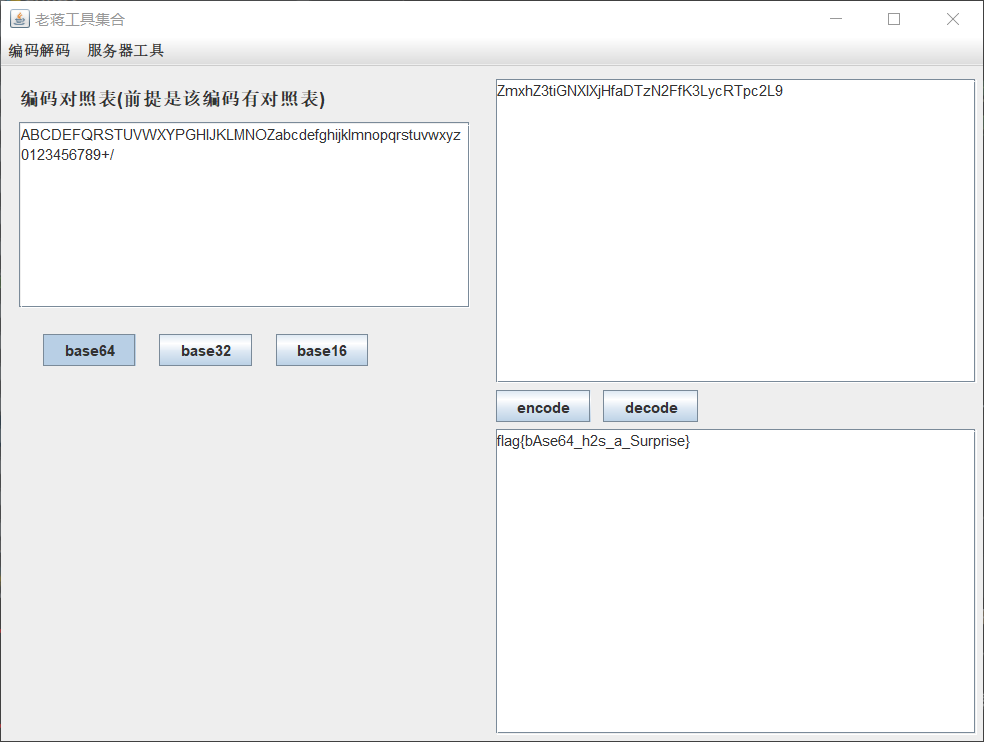 老蒋工具集合
编码解码 服务器工具
编码对照表(前提是该编码有对照表)
ABCDEFQRSTUVWXYPGHIJKLMNOZabcdefghijklmnopqrstuvwxyz
0123456789+/
base64 base32 base16
ZmxhZ3tiGNXlXjHfaDTzN2FfK3LycRTpc2L9
encode decode
flag{bAse64_h2s_a_Surprise}